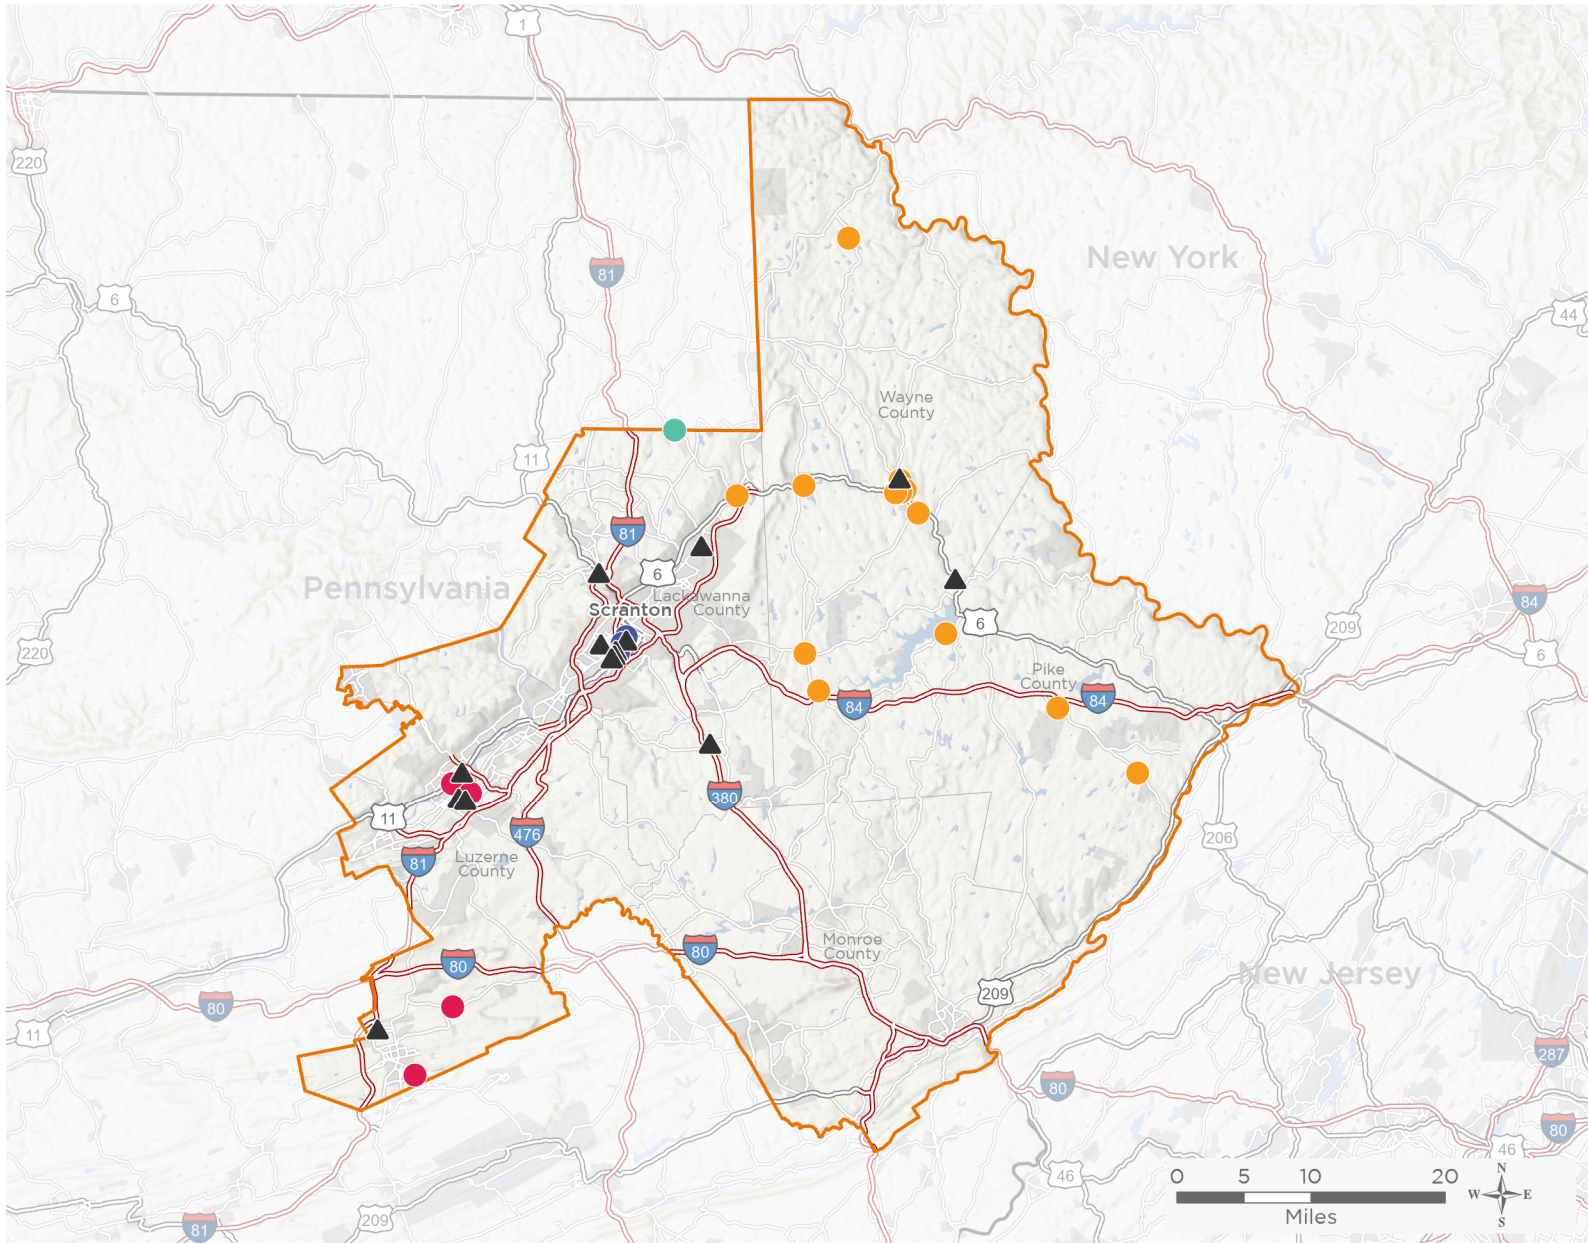 1
220
New York
81
6
44
Wayne
County
11
81
6
Pennsylvania
Lackawanna
County
Scranton
84
209
6
6
220
Pike
County
84
84
380
11
476
206
81
Luzerne
County
80
Monroe
County
80
New Jersey
209
80
11
287
80
80
46
46
0 5 10 20
Miles
N
W E
S
209
81